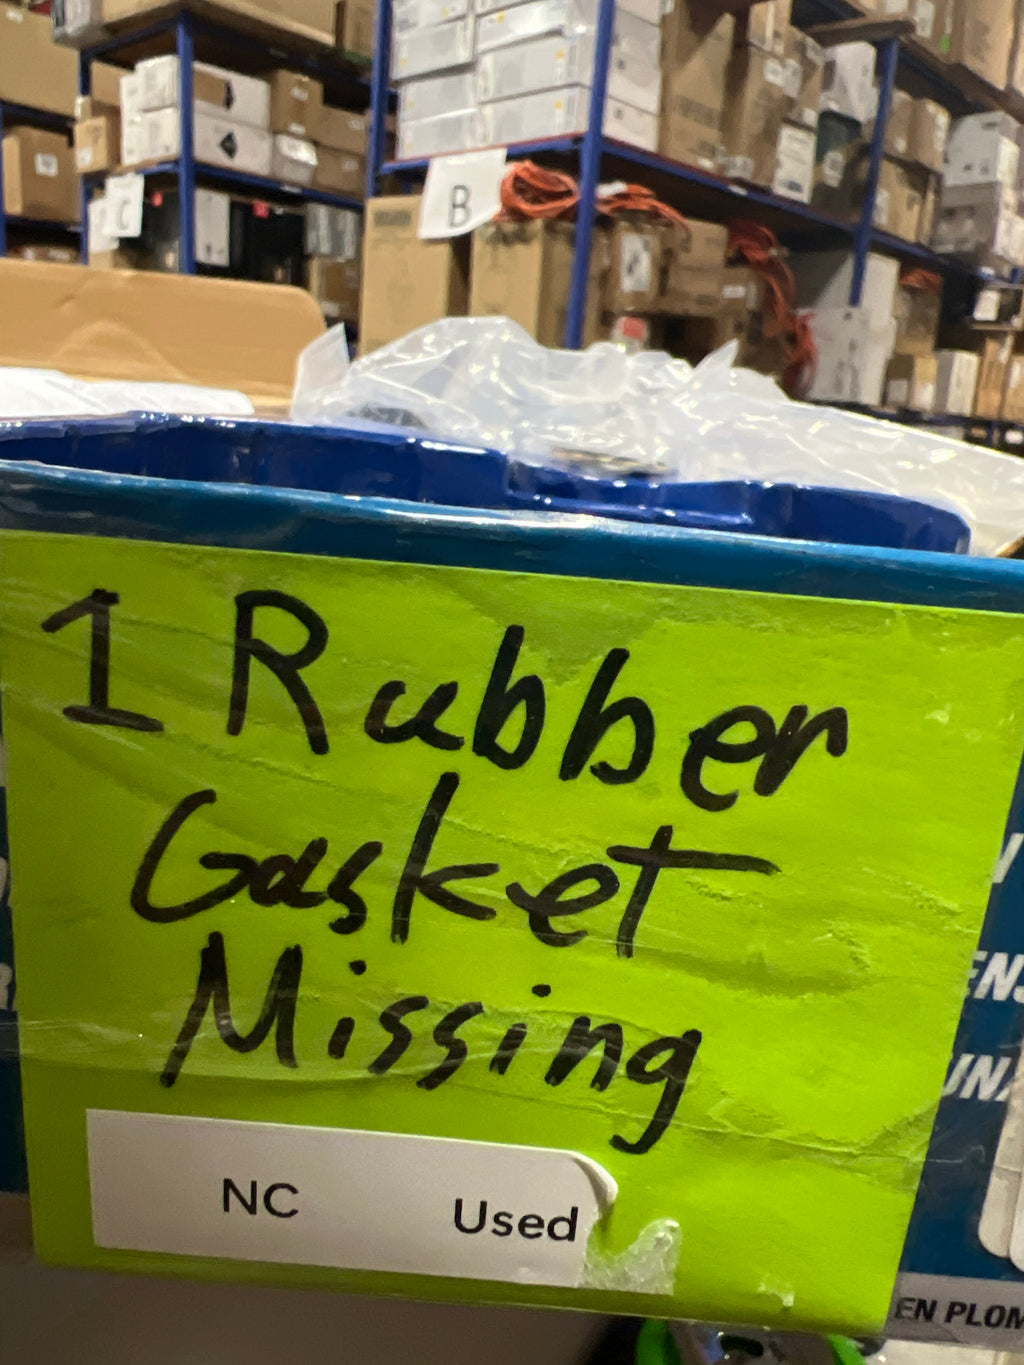 C
B
1 Rubber
Gasket
Missing
NC Used
EN PLOM